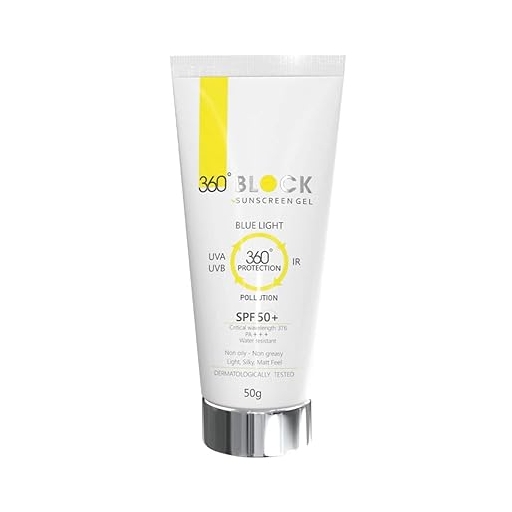 360° BLOCK
SUNSCREEN GEL
BLUE LIGHT
UVA
UVB
360°
PROTECTION
IR
POLLUTION
SPF 50+
Critical wavelength 376
PA+++
Water resistant
Non oily - Non greasy
Light, Silky, Matt Feel
DERMATOLOGICALLY TESTED
50g